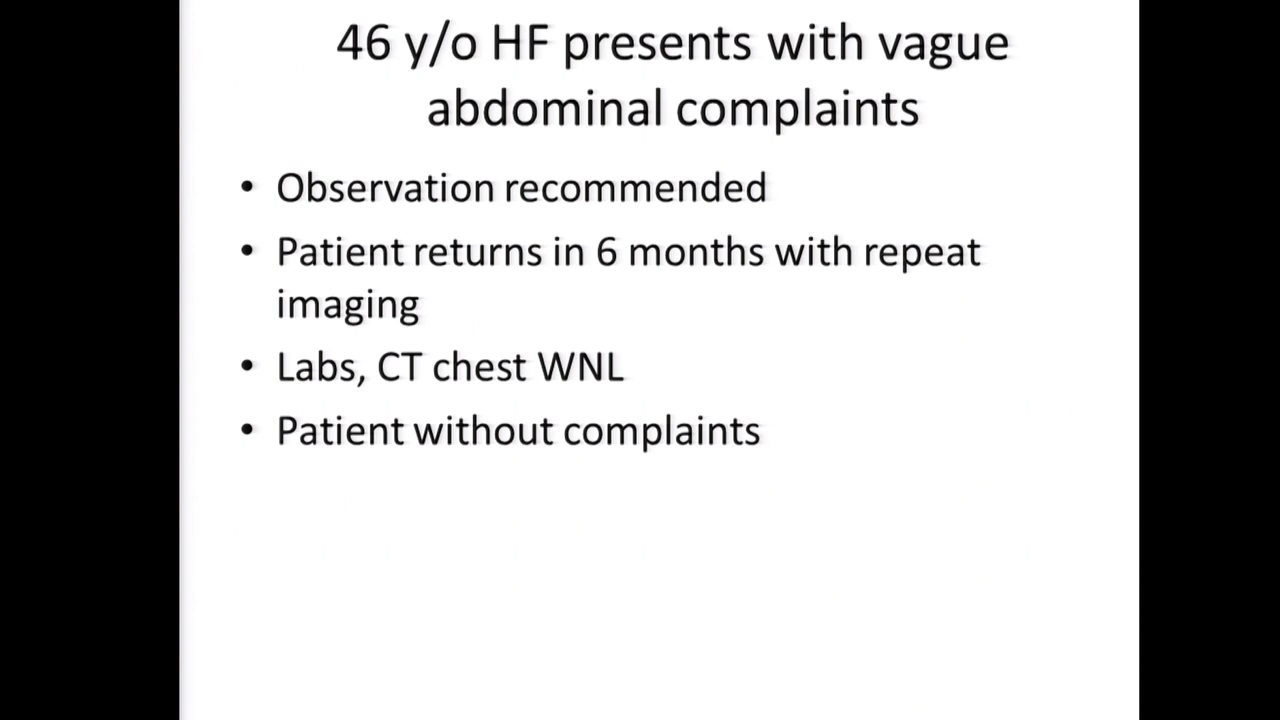 46 y/o HF presents with vague
abdominal complaints
• Observation recommended
• Patient returns in 6 months with repeat
imaging
• Labs, CT chest WNL
• Patient without complaints